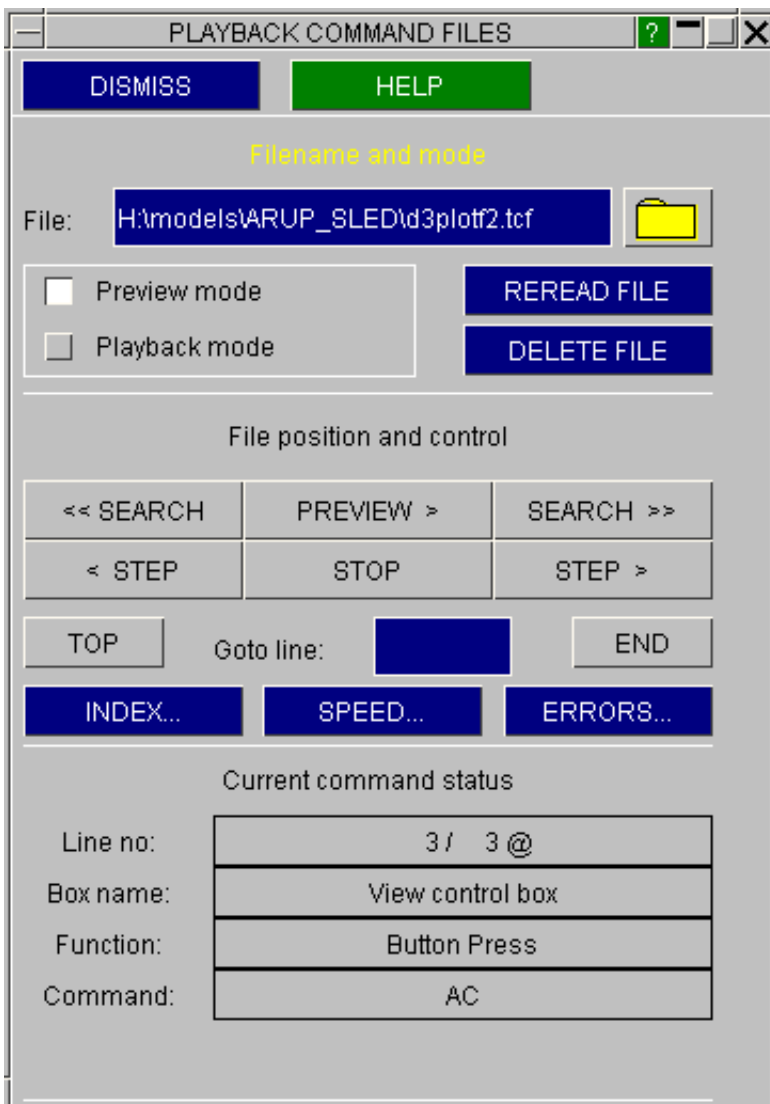 PLAYBACK COMMAND FILES ?
DISMISS HELP
Filename and mode
File: H:\models\ARUP_SLED\d3plotf2.tcf
Preview mode REREAD FILE
Playback mode DELETE FILE
File position and control
<< SEARCH PREVIEW > SEARCH >>
< STEP STOP STEP >
TOP Goto line: END
INDEX... SPEED... ERRORS...
Current command status
Line no: 3 / 3 @
Box name: View control box
Function: Button Press
Command: AC